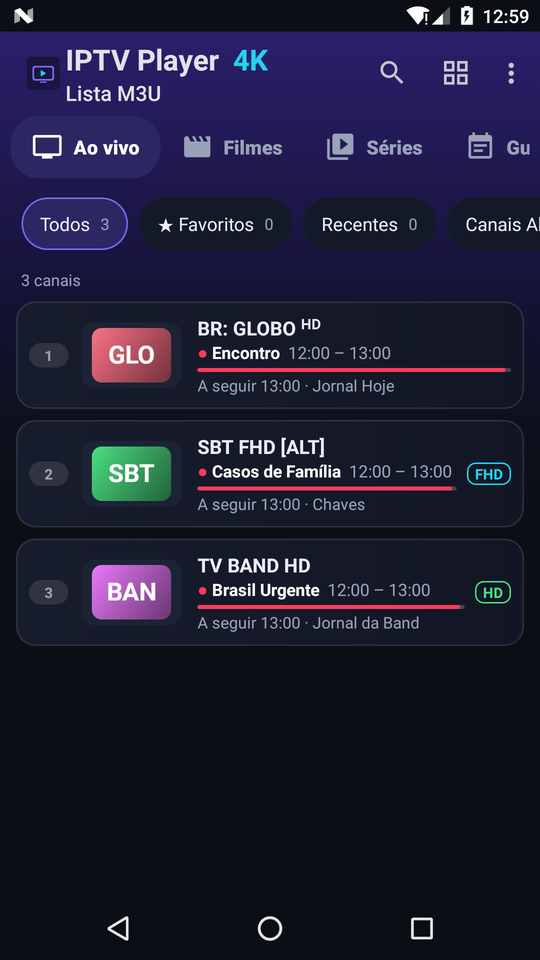 12:59
IPTV Player 4K
Lista M3U
Ao vivo Filmes Séries Gu
Todos 3 ★ Favoritos 0 Recentes 0 Canais A
3 canais
1 GLO BR: GLOBO ᴴᴰ
Encontro 12:00 – 13:00
A seguir 13:00 · Jornal Hoje
2 SBT SBT FHD [ALT]
Casos de Família 12:00 – 13:00 FHD
A seguir 13:00 · Chaves
3 BAN TV BAND HD
Brasil Urgente 12:00 – 13:00 HD
A seguir 13:00 · Jornal da Band